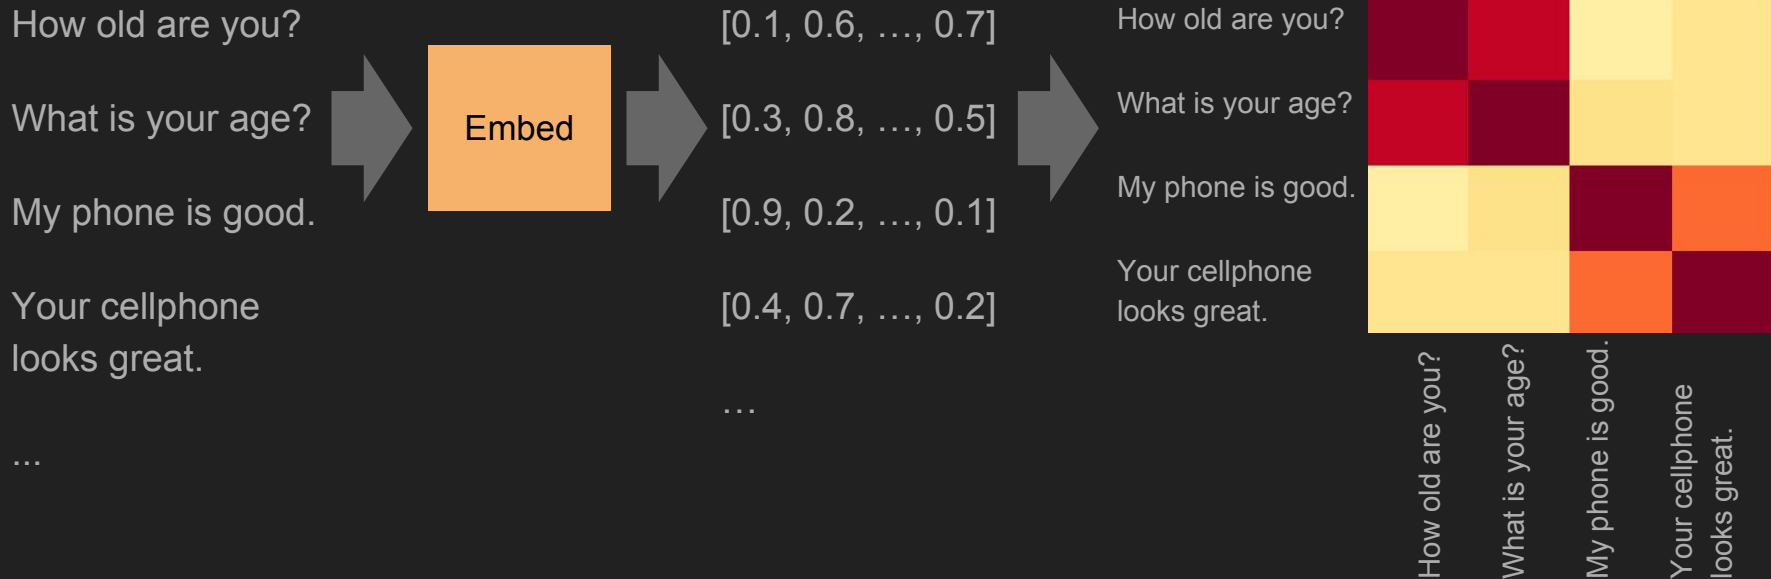 How old are you?
What is your age?
My phone is good.
Your cellphone
looks great.
...
Embed
[0.1, 0.6, …, 0.7]
[0.3, 0.8, …, 0.5]
[0.9, 0.2, …, 0.1]
[0.4, 0.7, …, 0.2]
…
How old are you?
What is your age?
My phone is good.
Your cellphone
looks great.
How old are you?
What is your age?
My phone is good.
Your cellphone
looks great.